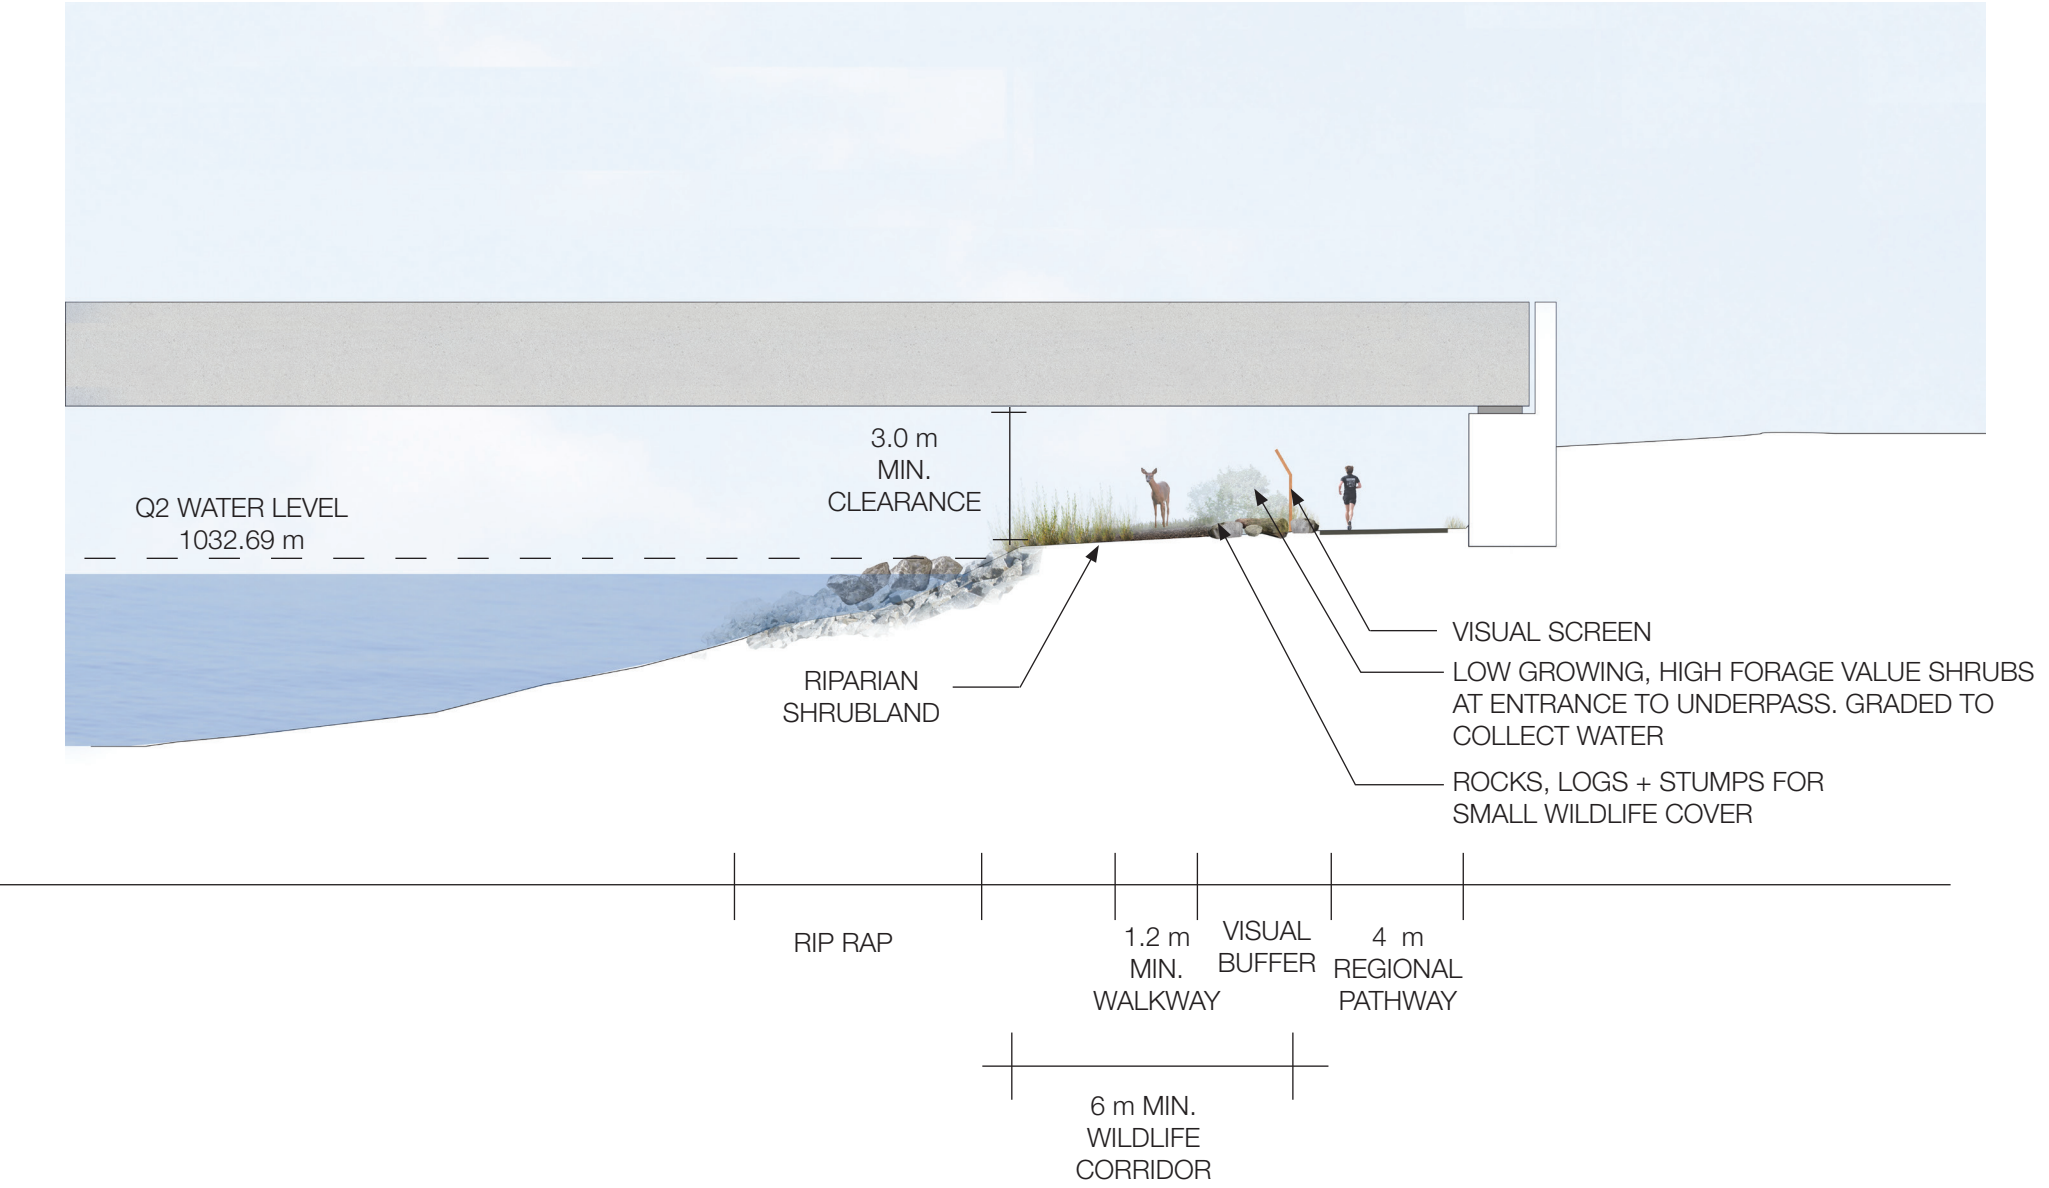 3.0 m
MIN.
CLEARANCE
Q2 WATER LEVEL
1032.69 m
RIPARIAN
SHRUBLAND
VISUAL SCREEN
LOW GROWING, HIGH FORAGE VALUE SHRUBS
AT ENTRANCE TO UNDERPASS. GRADED TO
COLLECT WATER
ROCKS, LOGS + STUMPS FOR
SMALL WILDLIFE COVER
RIP RAP
1.2 m
MIN.
WALKWAY
VISUAL
BUFFER
4 m
REGIONAL
PATHWAY
6 m MIN.
WILDLIFE
CORRIDOR